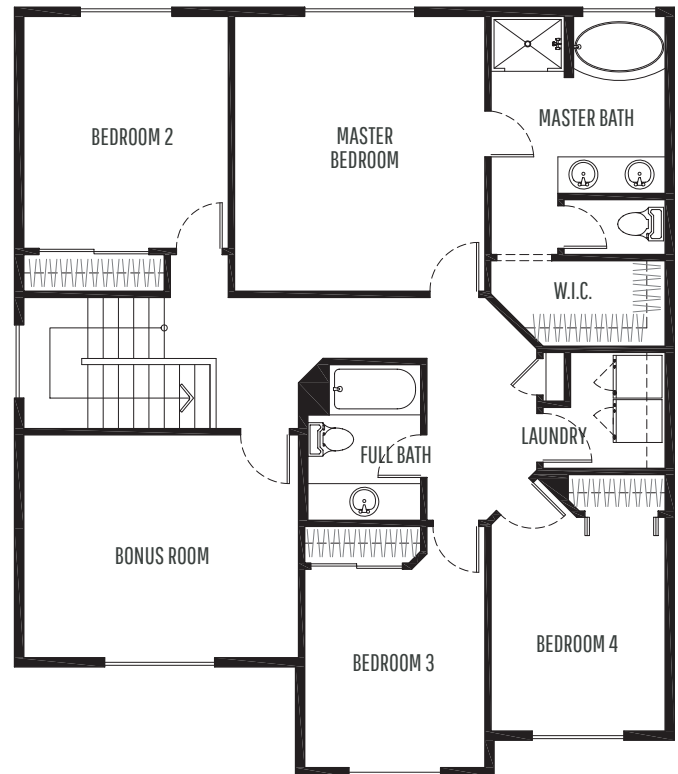 BEDROOM 2
MASTER
BEDROOM
MASTER BATH
W.I.C.
LAUNDRY
FULL BATH
BONUS ROOM
BEDROOM 3
BEDROOM 4